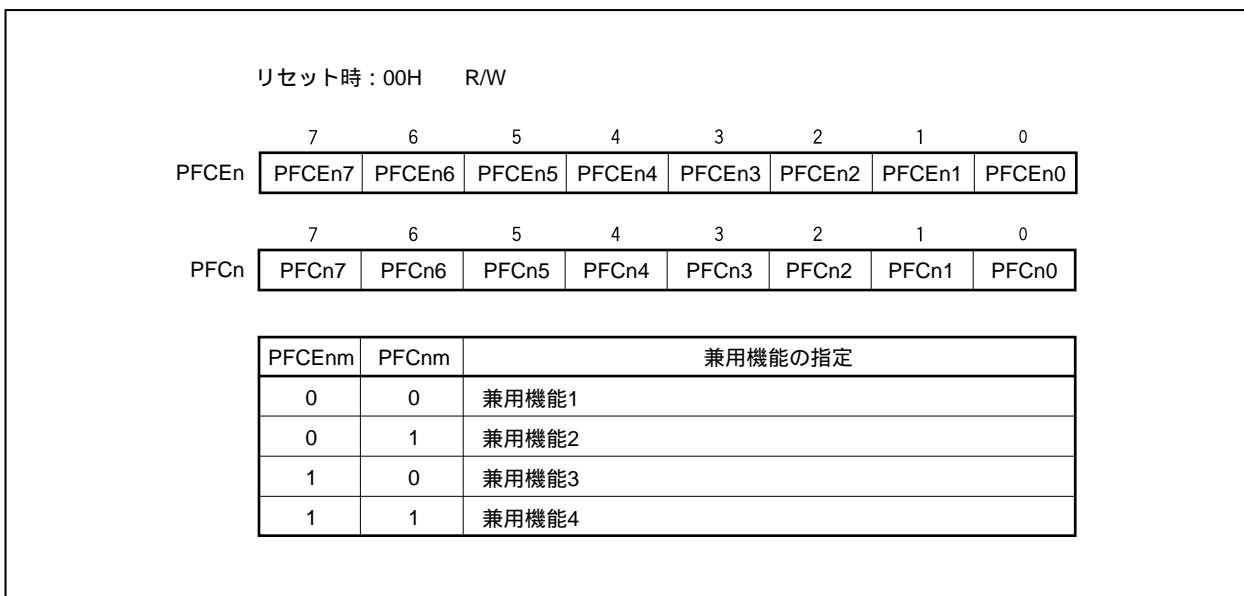 リセット時：00H R/W
7 6 5 4 3 2 1 0
PFCEn PFCEn7 PFCEn6 PFCEn5 PFCEn4 PFCEn3 PFCEn2 PFCEn1 PFCEn0
7 6 5 4 3 2 1 0
PFCn PFCn7 PFCn6 PFCn5 PFCn4 PFCn3 PFCn2 PFCn1 PFCn0
PFCEnm PFCnm 兼用機能の指定
0 0 兼用機能1
0 1 兼用機能2
1 0 兼用機能3
1 1 兼用機能4